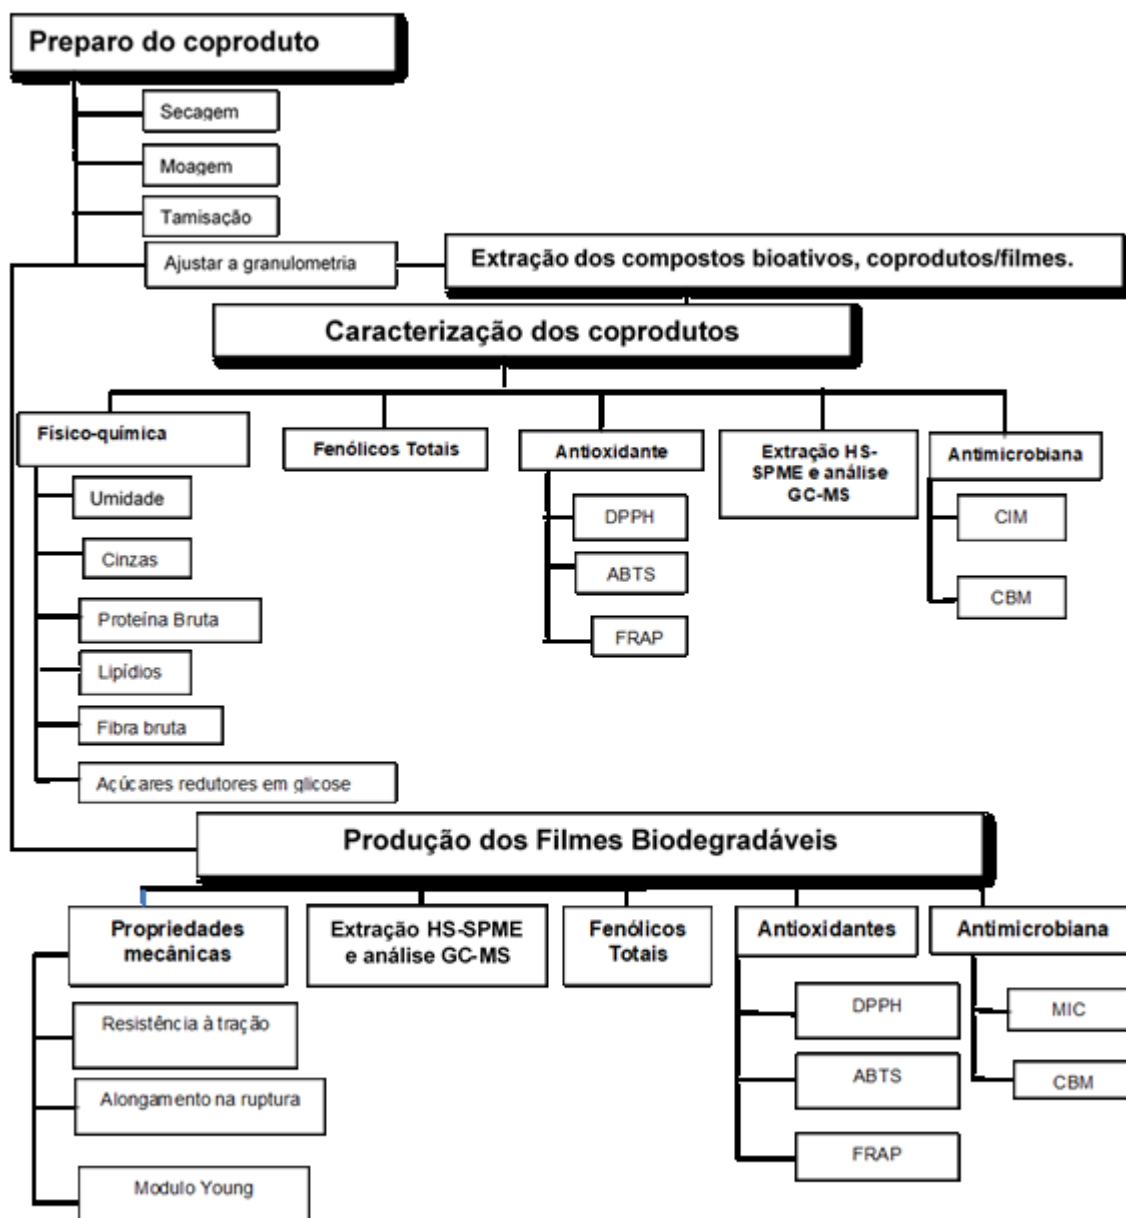 Preparo do coproduto
Secagem
Moagem
Tamisação
Ajustar a granulometria
Extração dos compostos bioativos, coprodutos/filmes.
Caracterização dos coprodutos
Físico-química
Umidade
Cinzas
Proteína Bruta
Lipídios
Fibra bruta
Açúcares redutores em glicose
Fenólicos Totais
Antioxidante
DPPH
ABTS
FRAP
Extração HS-
SPME e análise
GC-MS
Antimicrobiana
CIM
CBM
Produção dos Filmes Biodegradáveis
Propriedades
mecânicas
Resistência à tração
Alongamento na ruptura
Modulo Young
Extração HS-SPME
e análise GC-MS
Fenólicos
Totais
Antioxidantes
DPPH
ABTS
FRAP
Antimicrobiana
MIC
CBM